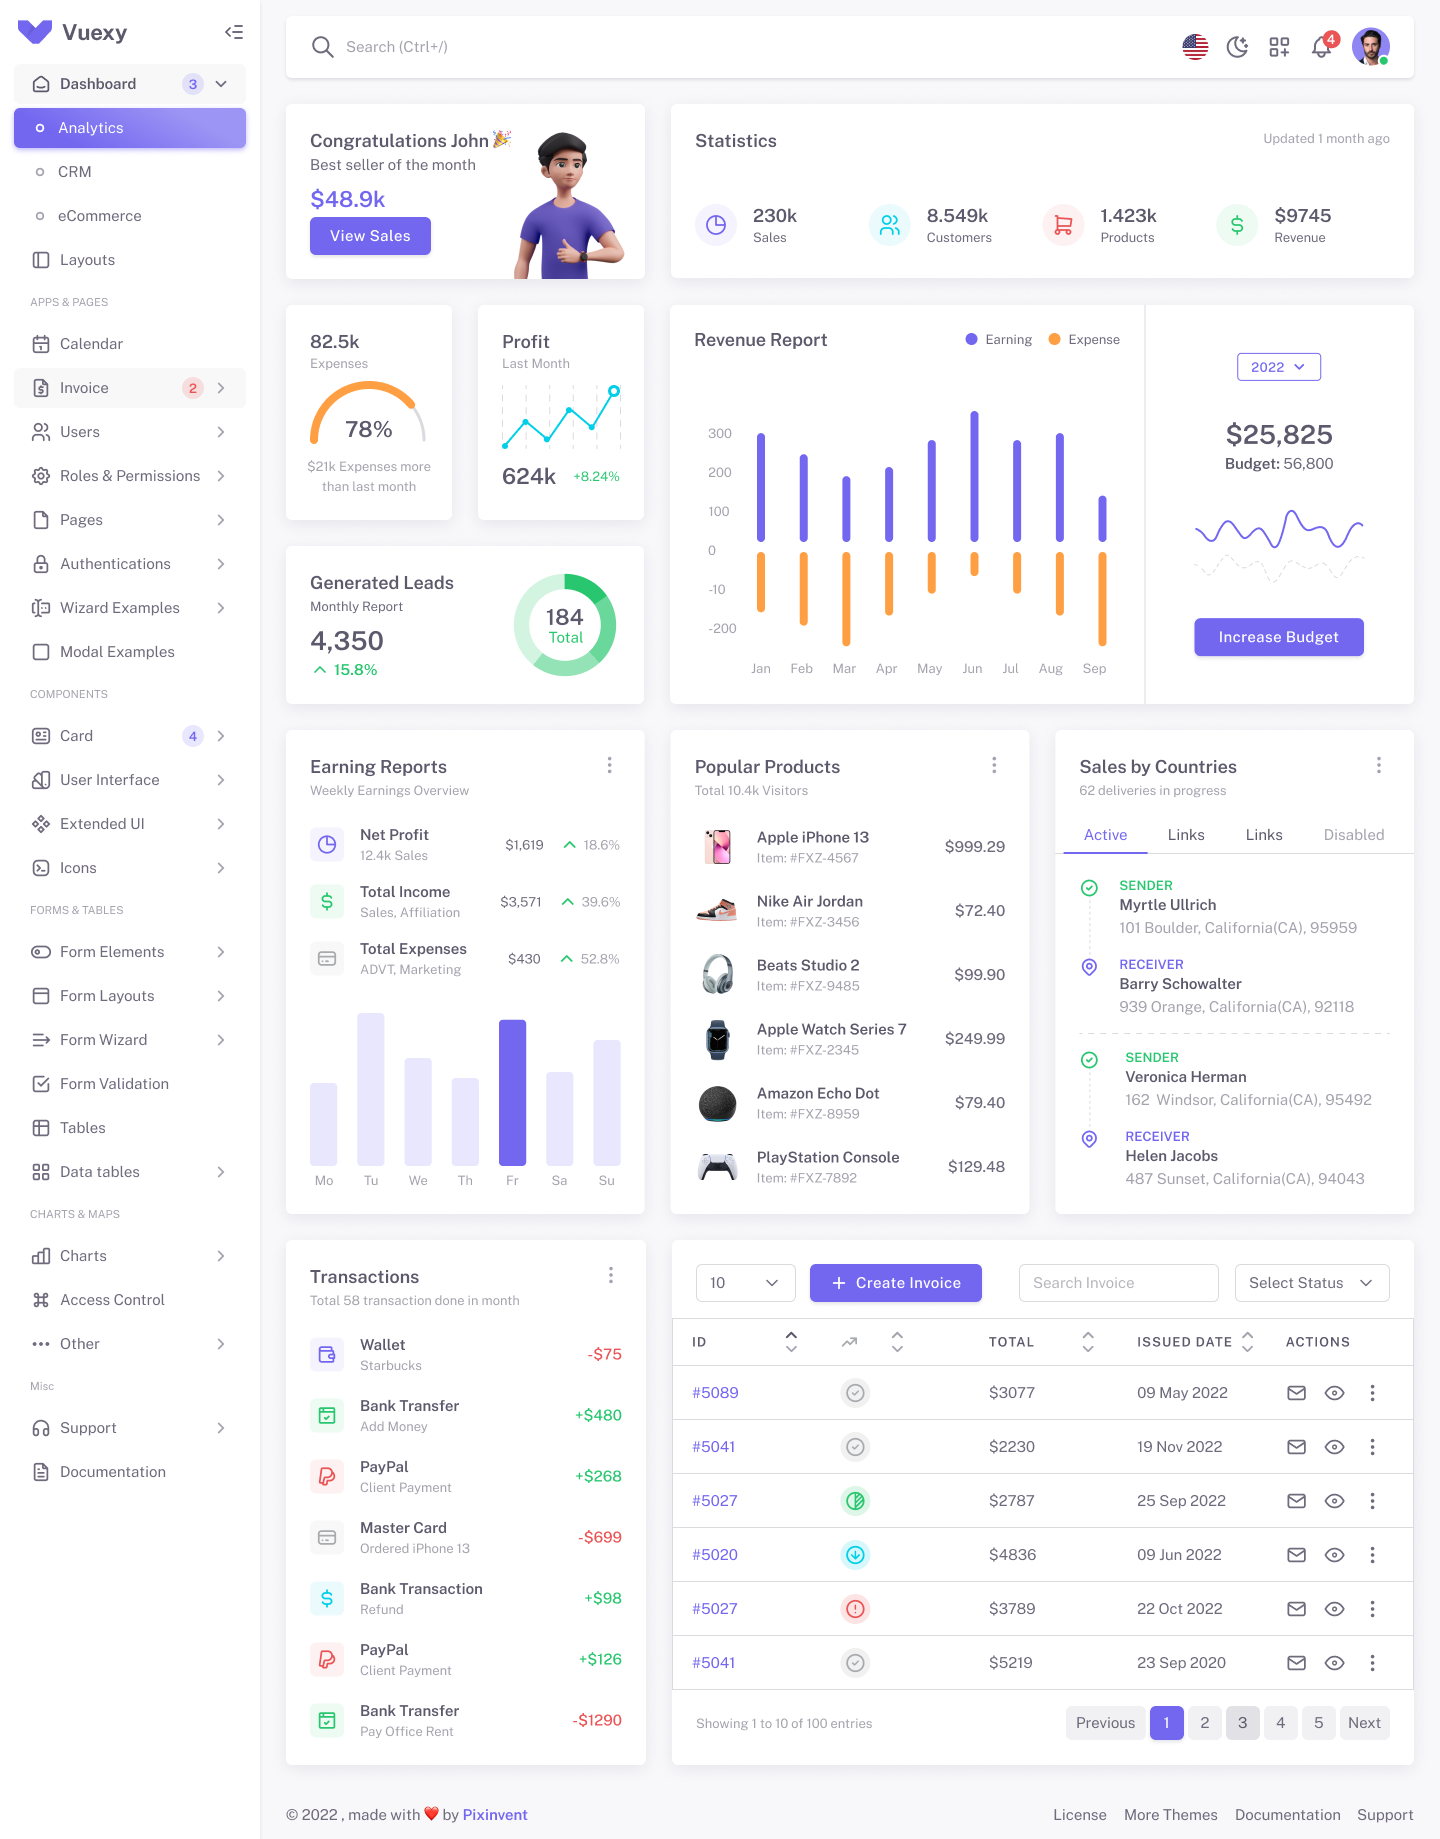 Vuexy
Dashboard 3
Analytics
CRM
eCommerce
Layouts
APPS & PAGES
Calendar
Invoice 2
Users
Roles & Permissions
Pages
Authentications
Wizard Examples
Modal Examples
COMPONENTS
Card 4
User Interface
Extended UI
Icons
FORMS & TABLES
Form Elements
Form Layouts
Form Wizard
Form Validation
Tables
Data tables
CHARTS & MAPS
Charts
Access Control
Other
Misc
Support
Documentation
Search (Ctrl+/) 4
Congratulations John🎉
Best seller of the month
$48.9k
View Sales
Statistics Updated 1 month ago
230k
Sales
8.549k
Customers
1.423k
Products
$9745
Revenue
82.5k
Expenses
78%
$21k Expenses more
than last month
Profit
Last Month
624k +8.24%
Generated Leads
Monthly Report
4,350
15.8%
184
Total
Revenue Report Earning Expense
300
200
100
0
-10
-200
Jan Feb Mar Apr May Jun Jul Aug Sep
2022
$25,825
Budget: 56,800
Increase Budget
Earning Reports
Weekly Earnings Overview
Net Profit
12.4k Sales
$1,619 18.6%
Total Income
Sales, Affiliation
$3,571 39.6%
Total Expenses
ADVT, Marketing
$430 52.8%
Mo Tu We Th Fr Sa Su
Popular Products
Total 10.4k Visitors
Apple iPhone 13
Item: #FXZ-4567
$999.29
Nike Air Jordan
Item: #FXZ-3456
$72.40
Beats Studio 2
Item: #FXZ-9485
$99.90
Apple Watch Series 7
Item: #FXZ-2345
$249.99
Amazon Echo Dot
Item: #FXZ-8959
$79.40
PlayStation Console
Item: #FXZ-7892
$129.48
Sales by Countries
62 deliveries in progress
Active Links Links Disabled
SENDER
Myrtle Ullrich
101 Boulder, California(CA), 95959
RECEIVER
Barry Schowalter
939 Orange, California(CA), 92118
SENDER
Veronica Herman
162 Windsor, California(CA), 95492
RECEIVER
Helen Jacobs
487 Sunset, California(CA), 94043
Transactions
Total 58 transaction done in month
Wallet
Starbucks
-$75
Bank Transfer
Add Money
+$480
PayPal
Client Payment
+$268
Master Card
Ordered iPhone 13
-$699
Bank Transaction
Refund
+$98
PayPal
Client Payment
+$126
Bank Transfer
Pay Office Rent
-$1290
10 + Create Invoice Search Invoice Select Status
ID TOTAL ISSUED DATE ACTIONS
#5089 $3077 09 May 2022
#5041 $2230 19 Nov 2022
#5027 $2787 25 Sep 2022
#5020 $4836 09 Jun 2022
#5027 $3789 22 Oct 2022
#5041 $5219 23 Sep 2020
Showing 1 to 10 of 100 entries Previous 1 2 3 4 5 Next
© 2022 , made with ❤️ by Pixinvent License More Themes Documentation Support